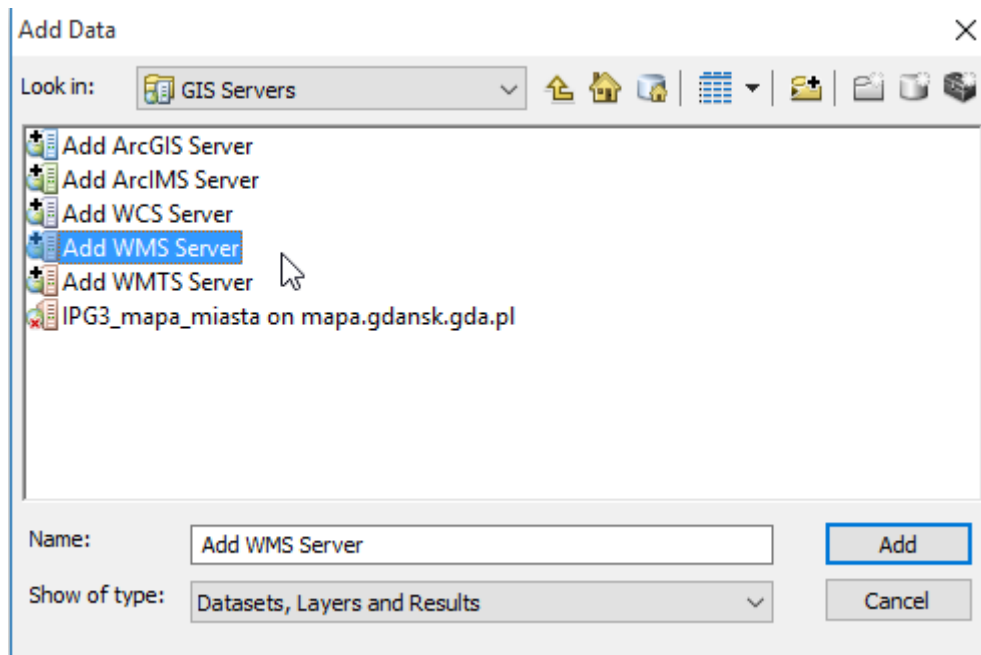 Add Data
Look in: GIS Servers
Add ArcGIS Server
Add ArcIMS Server
Add WCS Server
Add WMS Server
Add WMTS Server
IPG3_mapa_miasta on mapa.gdansk.gda.pl
Name: Add WMS Server Add
Show of type: Datasets, Layers and Results Cancel